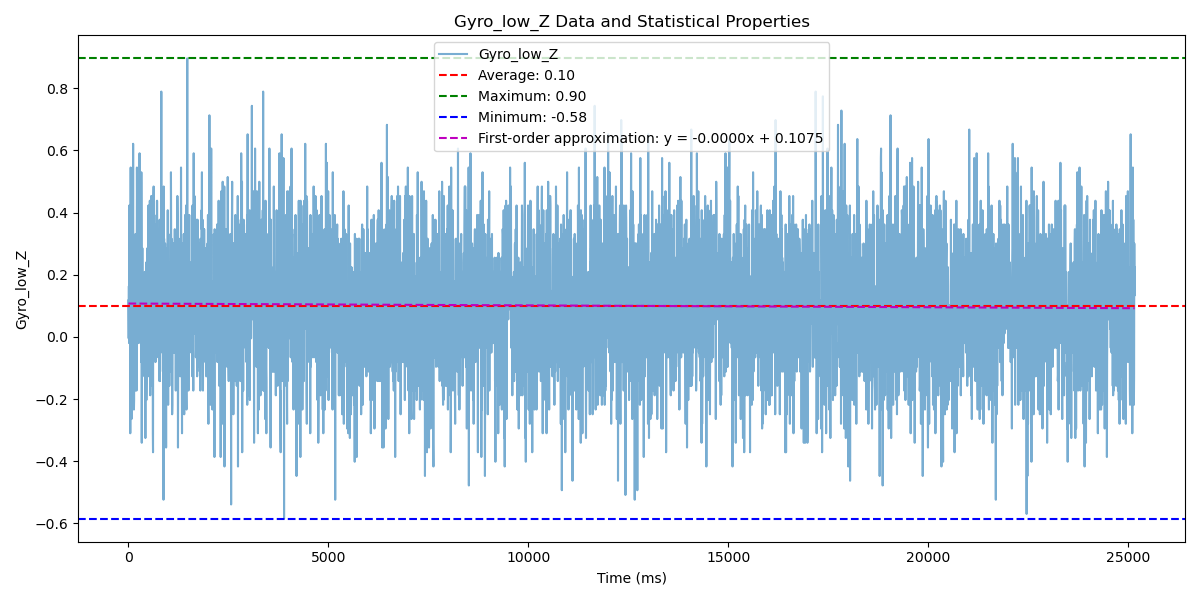 Gyro_low_Z Data and Statistical Properties
Gyro_low_Z
Average: 0.10
Maximum: 0.90
Minimum: -0.58
First-order approximation: y = -0.0000x + 0.1075
Gyro_low_Z
0.8
0.6
0.4
0.2
0.0
−0.2
−0.4
−0.6
0 5000 10000 15000 20000 25000
Time (ms)